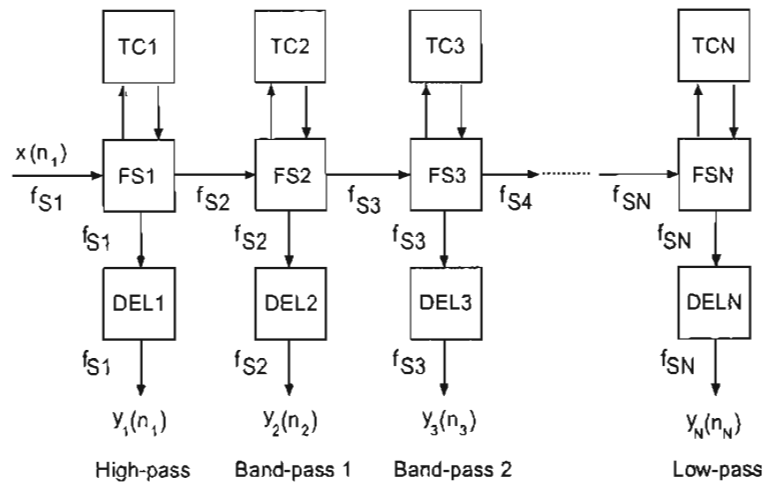 TC1 TC2 TC3 TCN
x(n1)
FS1 FS2 FS3 FSN
fS1 fS2 fS3 fS4 fSN
fS1 fS2 fS3 fSN
DEL1 DEL2 DEL3 DELN
fS1 fS2 fS3 fSN
y1(n1) y2(n2) y3(n3) yN(nN)
High-pass Band-pass 1 Band-pass 2 Low-pass